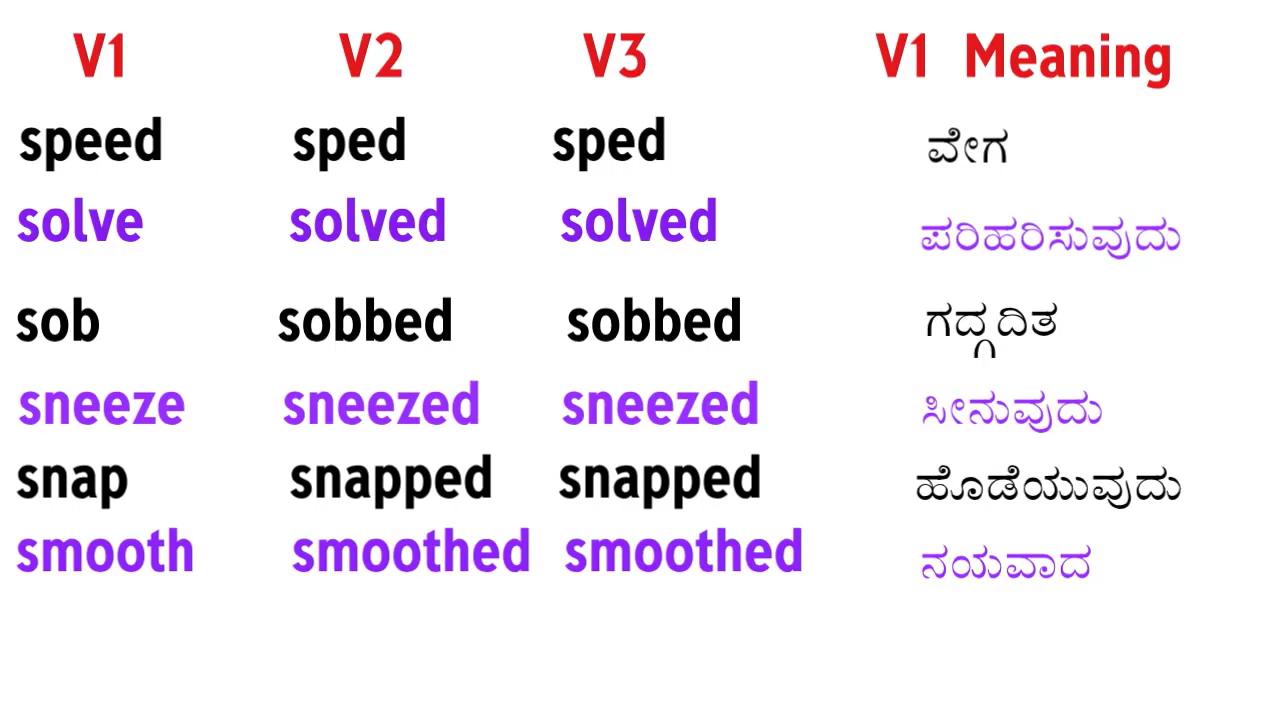 V1 V2 V3 V1 Meaning
speed sped sped ವೇಗ
solve solved solved ಪರಿಹರಿಸುವುದು
sob sobbed sobbed ಗದ್ಗದಿತ
sneeze sneezed sneezed ಸೀನುವುದು
snap snapped snapped ಹೊಡೆಯುವುದು
smooth smoothed smoothed ನಯವಾದ